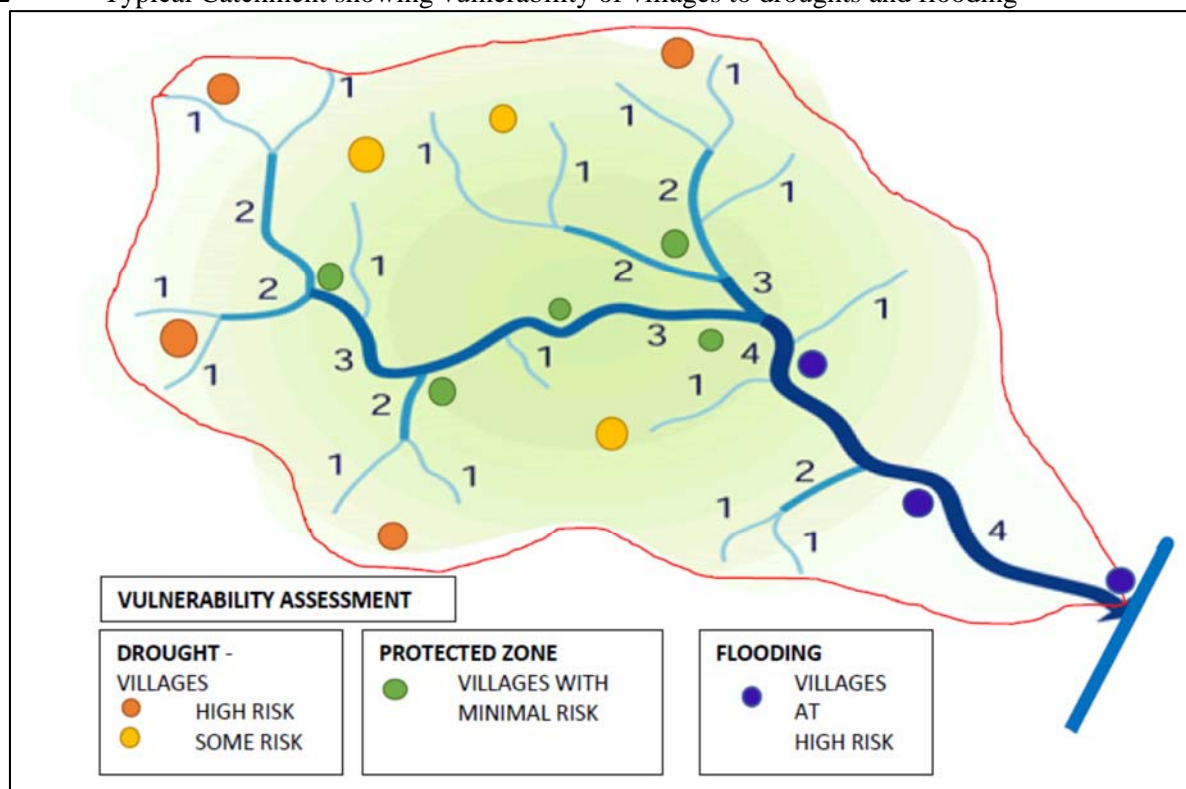 2 Typical Catchment showing vulnerability of villages to droughts and flooding
1
1
1
1
1
1
2 1
2
1 2
3
1 2
1
3
3 1 4
1
1
2
1 1 2
1
4
1
VULNERABILITY ASSESSMENT
DROUGHT -
VILLAGES
HIGH RISK
SOME RISK
PROTECTED ZONE
VILLAGES WITH
MINIMAL RISK
FLOODING
VILLAGES
AT
HIGH RISK